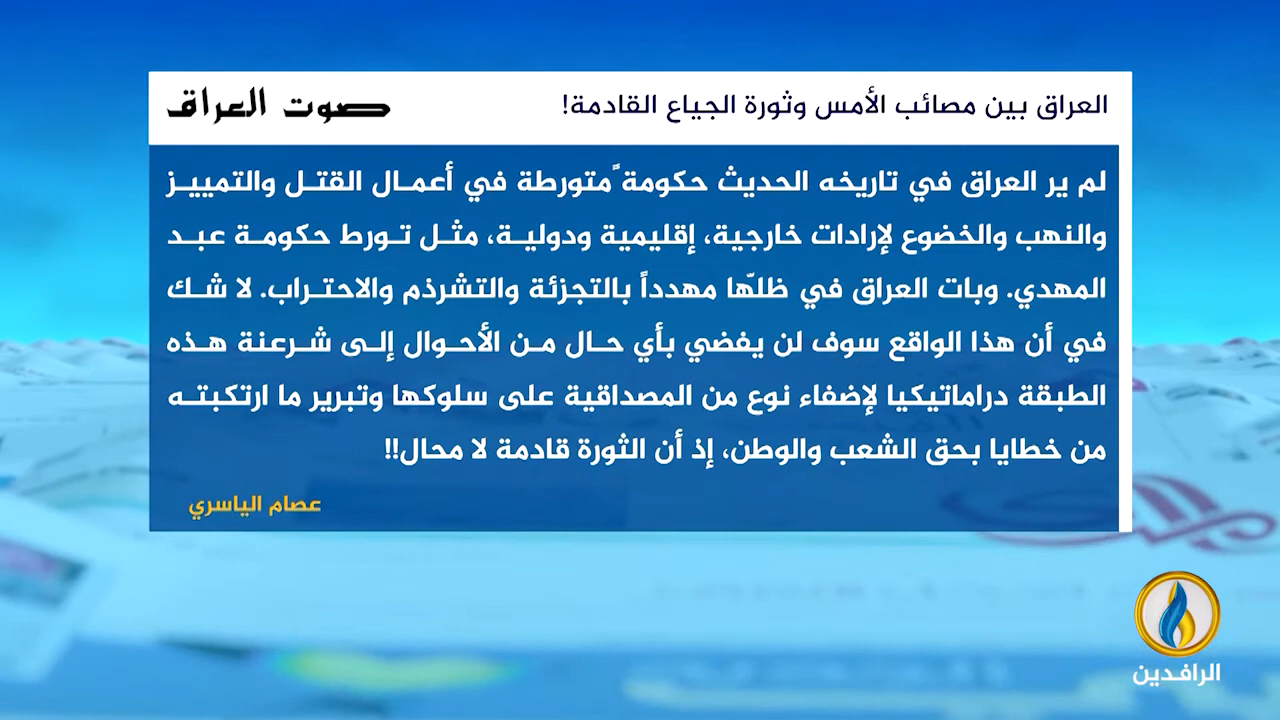 العراق بين مصائب الأمس وثورة الجياع القادمة!
صوت العراق
لم ير العراق في تاريخه الحديث حكومة ًمتورطة في أعمال القتل والتمييز
والنهب والخضوع لإرادات خارجية، إقليمية ودولية، مثل تورط حكومة عبد
المهدي. وبات العراق في ظلّها مهدداً بالتجزئة والتشرذم والاحتراب. لا شك
في أن هذا الواقع سوف لن يفضي بأي حال من الأحوال إلى شرعنة هذه
الطبقة دراماتيكيا لإضفاء نوع من المصداقية على سلوكها وتبرير ما ارتكبته
من خطايا بحق الشعب والوطن، إذ أن الثورة قادمة لا محال!!
عصام الياسري
الرافدين